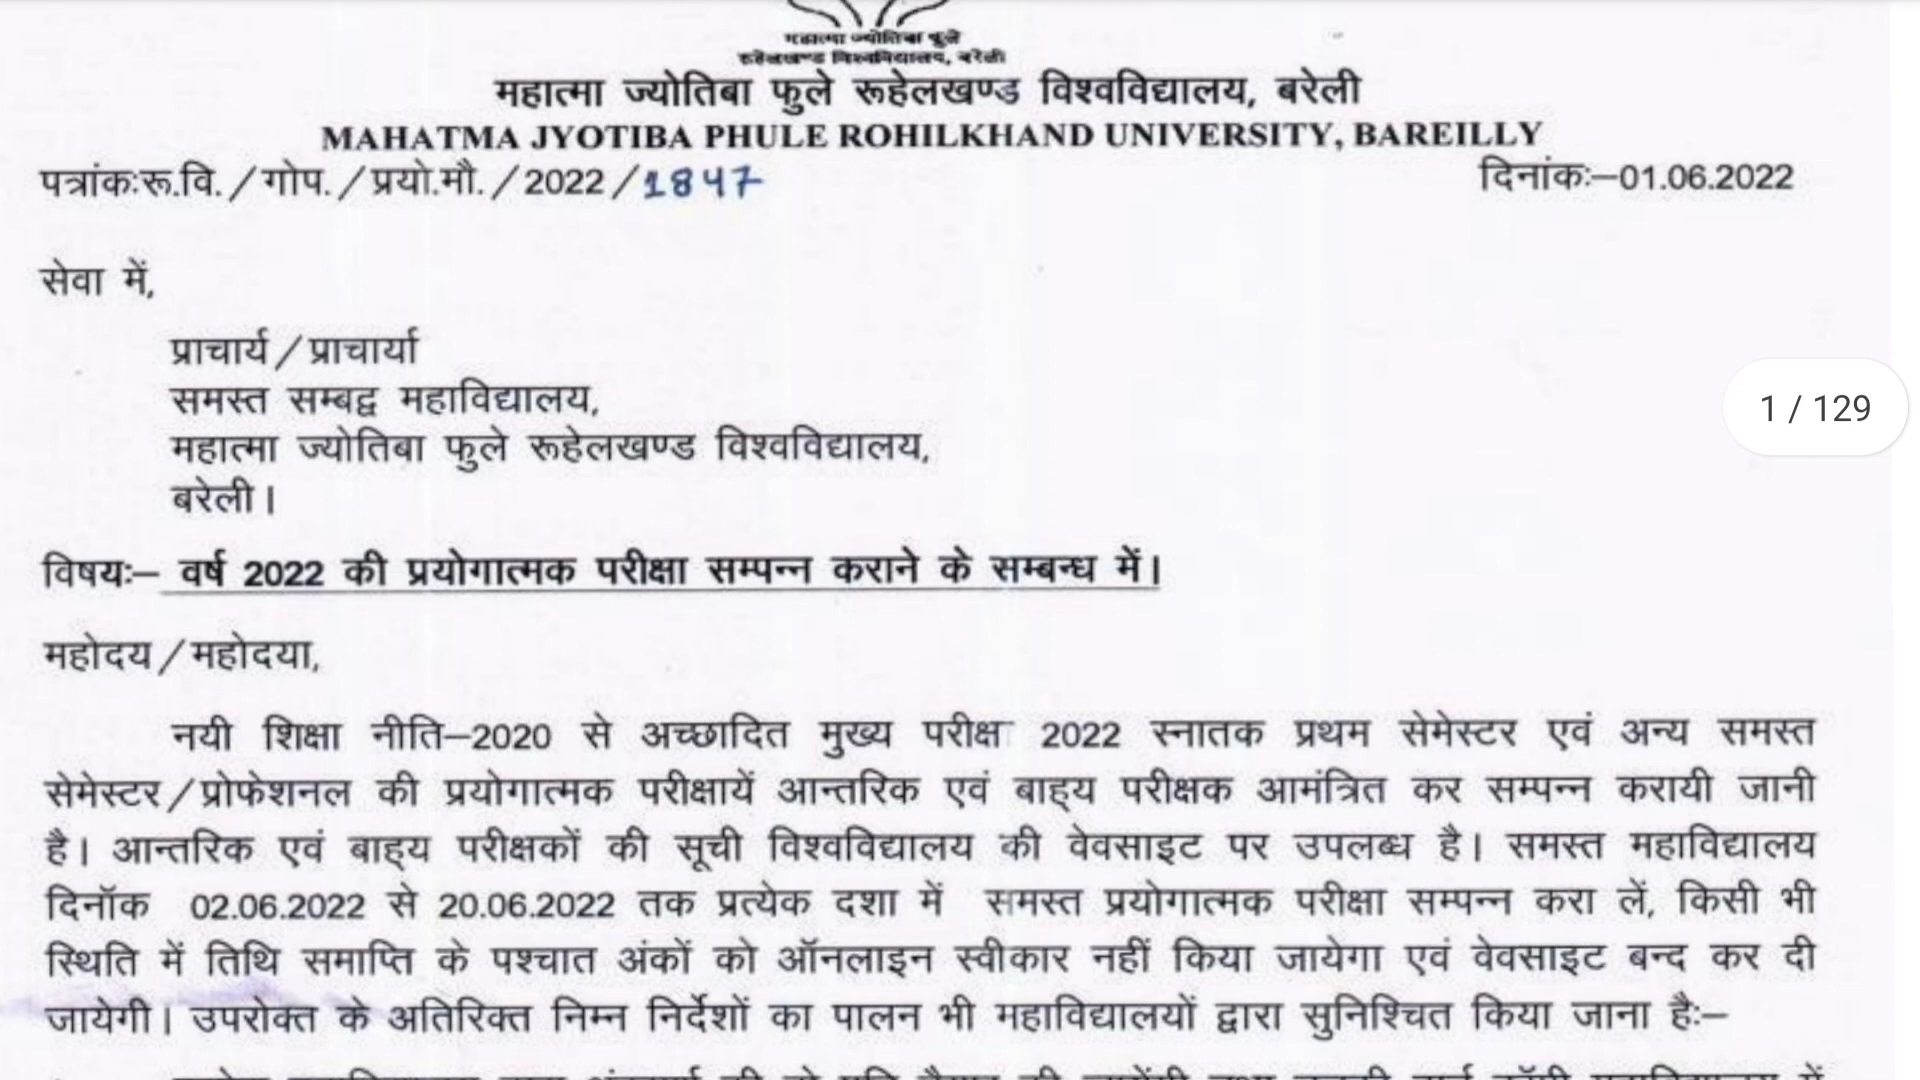 महात्मा ज्योतिबा फुले
रुहेलखण्ड विश्वविद्यालय, बरेली
महात्मा ज्योतिबा फुले रूहेलखण्ड विश्वविद्यालय, बरेली
MAHATMA JYOTIBA PHULE ROHILKHAND UNIVERSITY, BAREILLY
पत्रांकःरू.वि./गोप./प्रयो.मौ./2022/1847 दिनांकः–01.06.2022
सेवा में,
प्राचार्य/प्राचार्या
समस्त सम्बद्व महाविद्यालय,
1 / 129
महात्मा ज्योतिबा फुले रूहेलखण्ड विश्वविद्यालय,
बरेली।
विषयः– वर्ष 2022 की प्रयोगात्मक परीक्षा सम्पन्न कराने के सम्बन्ध में।
महोदय/महोदया,
नयी शिक्षा नीति–2020 से अच्छादित मुख्य परीक्ष 2022 स्नातक प्रथम सेमेस्टर एवं अन्य समस्त
सेमेस्टर/प्रोफेशनल की प्रयोगात्मक परीक्षायें आन्तरिक एवं बाह्य परीक्षक आमंत्रित कर सम्पन्न करायी जानी
है। आन्तरिक एवं बाह्य परीक्षकों की सूची विश्वविद्यालय की वेवसाइट पर उपलब्ध है। समस्त महाविद्यालय
दिनॉक 02.06.2022 से 20.06.2022 तक प्रत्येक दशा में समस्त प्रयोगात्मक परीक्षा सम्पन्न करा लें, किसी भी
स्थिति में तिथि समाप्ति के पश्चात अंकों को ऑनलाइन स्वीकार नहीं किया जायेगा एवं वेवसाइट बन्द कर दी
जायेगी। उपरोक्त के अतिरिक्त निम्न निर्देशों का पालन भी महाविद्यालयों द्वारा सुनिश्चित किया जाना हैः–